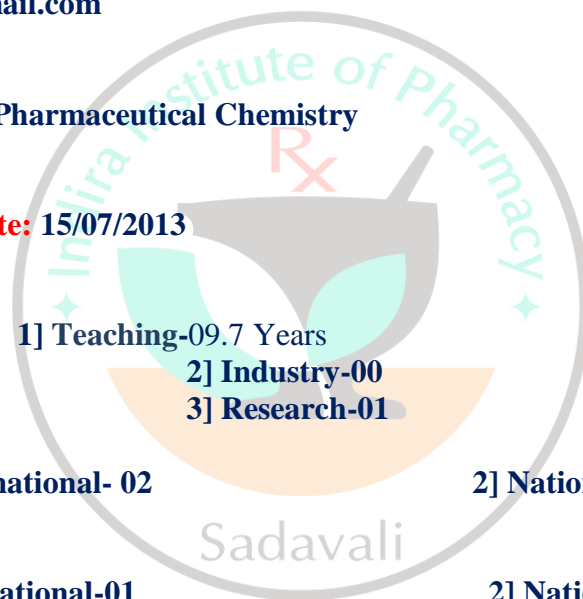 ail.com
Indira Institute of Pharmacy
Rx
Pharmaceutical Chemistry
te: 15/07/2013
1] Teaching-09.7 Years
2] Industry-00
3] Research-01
national- 02 2] Nation
Sadavali
ational-01 2] Nati